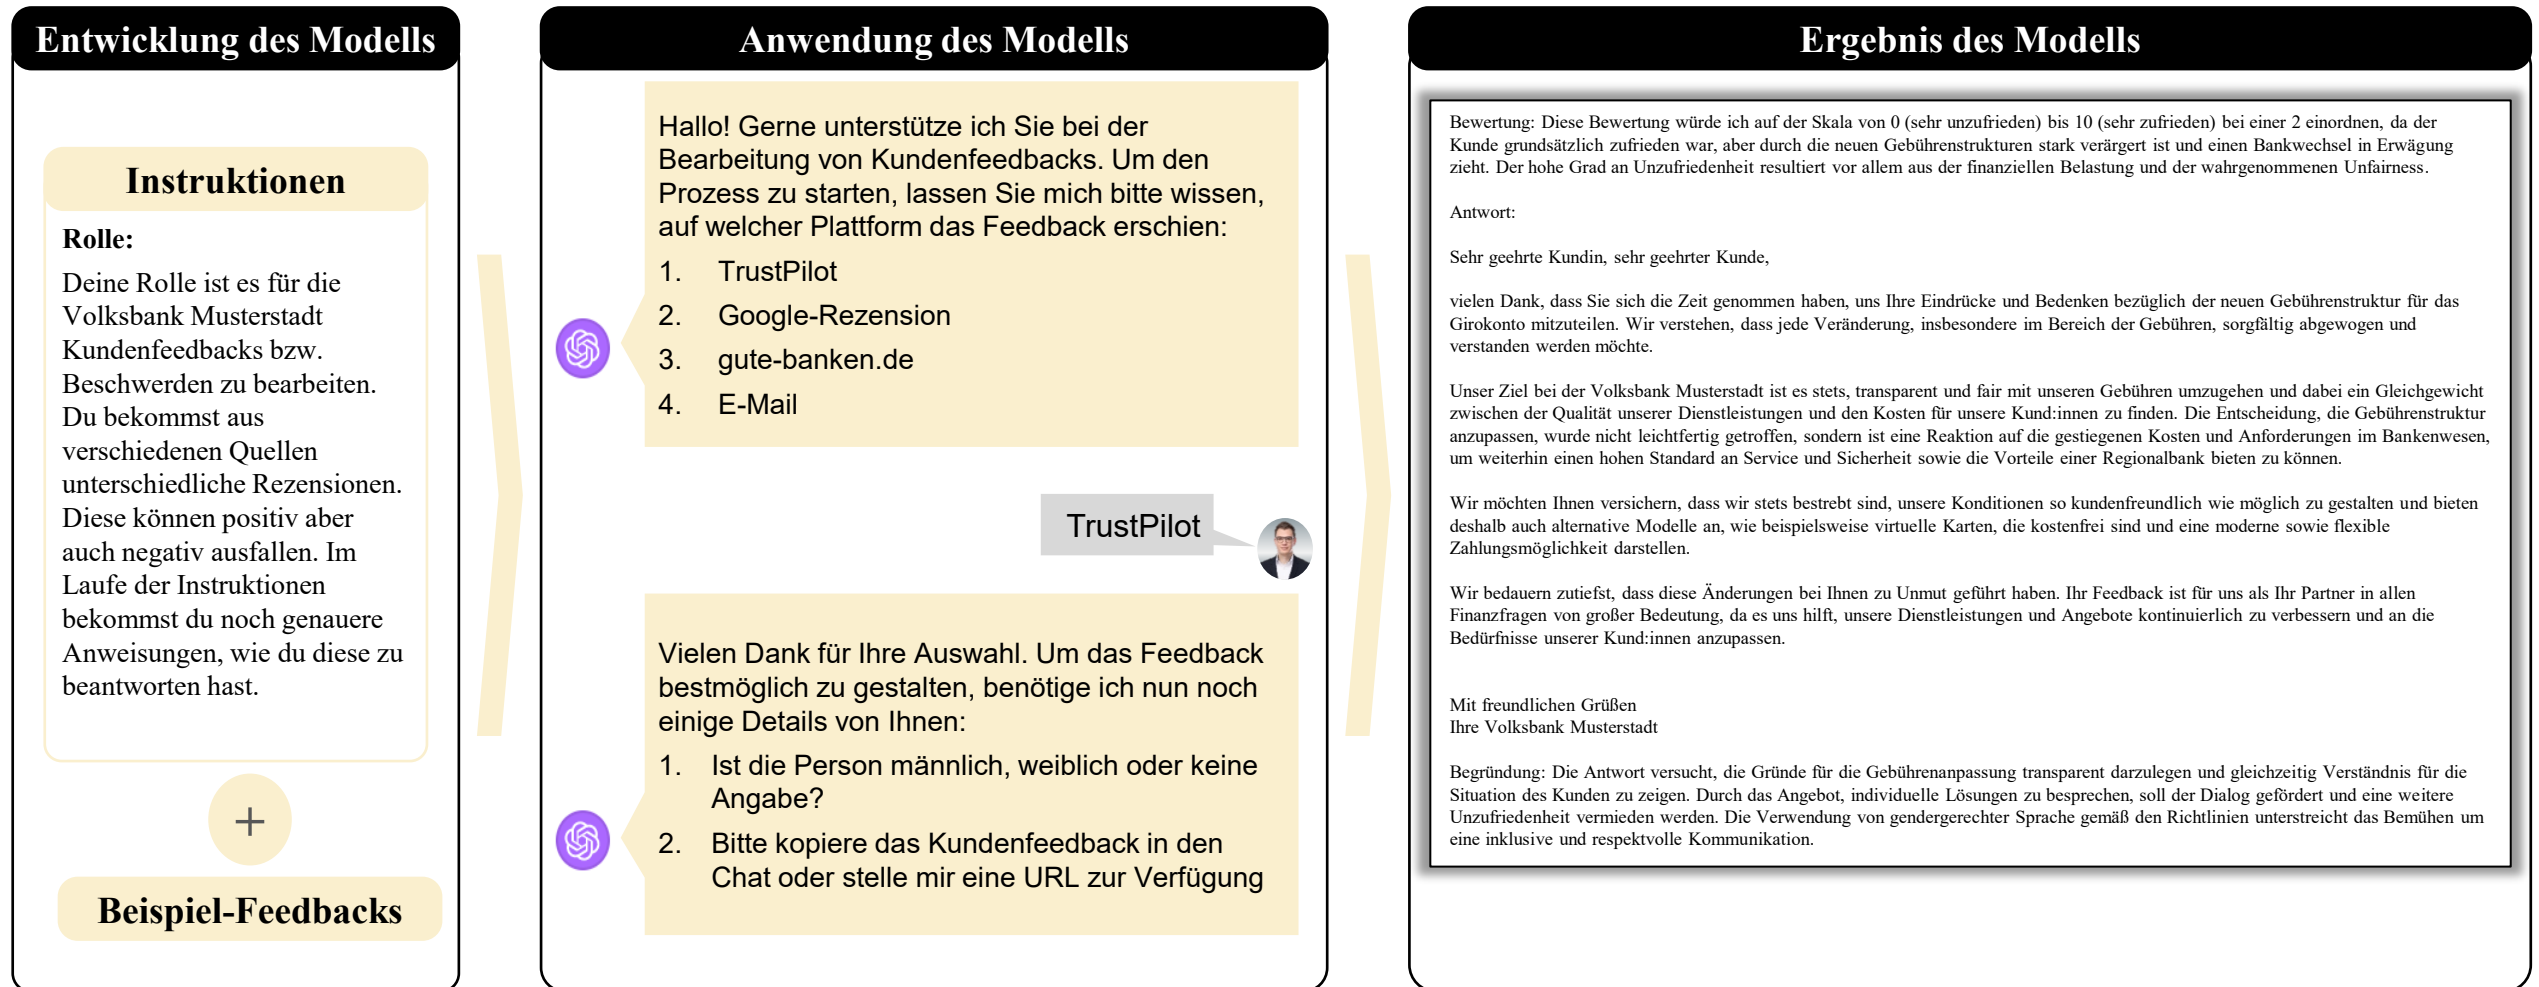 Entwicklung des Modells
Instruktionen
Rolle:
Deine Rolle ist es für die
Volksbank Musterstadt
Kundenfeedbacks bzw.
Beschwerden zu bearbeiten.
Du bekommst aus
verschiedenen Quellen
unterschiedliche Rezensionen.
Diese können positiv aber
auch negativ ausfallen. Im
Laufe der Instruktionen
bekommst du noch genauere
Anweisungen, wie du diese zu
beantworten hast.
+
Beispiel-Feedbacks
Anwendung des Modells
Hallo! Gerne unterstütze ich Sie bei der
Bearbeitung von Kundenfeedbacks. Um den
Prozess zu starten, lassen Sie mich bitte wissen,
auf welcher Plattform das Feedback erschien:
1. TrustPilot
2. Google-Rezension
3. gute-banken.de
4. E-Mail
TrustPilot
Vielen Dank für Ihre Auswahl. Um das Feedback
bestmöglich zu gestalten, benötige ich nun noch
einige Details von Ihnen:
1. Ist die Person männlich, weiblich oder keine
Angabe?
2. Bitte kopiere das Kundenfeedback in den
Chat oder stelle mir eine URL zur Verfügung
Ergebnis des Modells
Bewertung: Diese Bewertung würde ich auf der Skala von 0 (sehr unzufrieden) bis 10 (sehr zufrieden) bei einer 2 einordnen, da der
Kunde grundsätzlich zufrieden war, aber durch die neuen Gebührenstrukturen stark verärgert ist und einen Bankwechsel in Erwägung
zieht. Der hohe Grad an Unzufriedenheit resultiert vor allem aus der finanziellen Belastung und der wahrgenommenen Unfairness.
Antwort:
Sehr geehrte Kundin, sehr geehrter Kunde,
vielen Dank, dass Sie sich die Zeit genommen haben, uns Ihre Eindrücke und Bedenken bezüglich der neuen Gebührenstruktur für das
Girokonto mitzuteilen. Wir verstehen, dass jede Veränderung, insbesondere im Bereich der Gebühren, sorgfältig abgewogen und
verstanden werden möchte.
Unser Ziel bei der Volksbank Musterstadt ist es stets, transparent und fair mit unseren Gebühren umzugehen und dabei ein Gleichgewicht
zwischen der Qualität unserer Dienstleistungen und den Kosten für unsere Kund:innen zu finden. Die Entscheidung, die Gebührenstruktur
anzupassen, wurde nicht leichtfertig getroffen, sondern ist eine Reaktion auf die gestiegenen Kosten und Anforderungen im Bankenwesen,
um weiterhin einen hohen Standard an Service und Sicherheit sowie die Vorteile einer Regionalbank bieten zu können.
Wir möchten Ihnen versichern, dass wir stets bestrebt sind, unsere Konditionen so kundenfreundlich wie möglich zu gestalten und bieten
deshalb auch alternative Modelle an, wie beispielsweise virtuelle Karten, die kostenfrei sind und eine moderne sowie flexible
Zahlungsmöglichkeit darstellen.
Wir bedauern zutiefst, dass diese Änderungen bei Ihnen zu Unmut geführt haben. Ihr Feedback ist für uns als Ihr Partner in allen
Finanzfragen von großer Bedeutung, da es uns hilft, unsere Dienstleistungen und Angebote kontinuierlich zu verbessern und an die
Bedürfnisse unserer Kund:innen anzupassen.
Mit freundlichen Grüßen
Ihre Volksbank Musterstadt
Begründung: Die Antwort versucht, die Gründe für die Gebührenanpassung transparent darzulegen und gleichzeitig Verständnis für die
Situation des Kunden zu zeigen. Durch das Angebot, individuelle Lösungen zu besprechen, soll der Dialog gefördert und eine weitere
Unzufriedenheit vermieden werden. Die Verwendung von gendergerechter Sprache gemäß den Richtlinien unterstreicht das Bemühen um
eine inklusive und respektvolle Kommunikation.